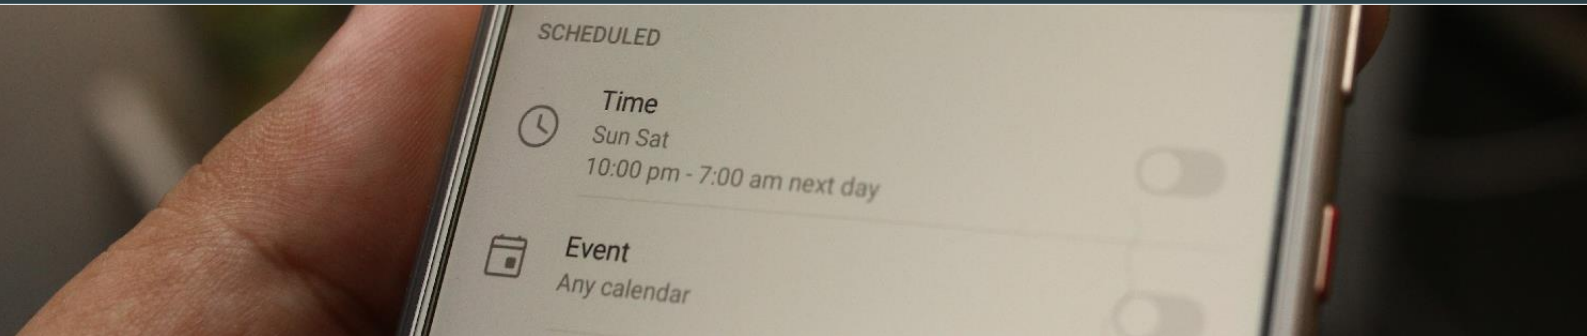 SCHEDULED
Time
Sun Sat
10:00 pm - 7:00 am next day
Event
Any calendar